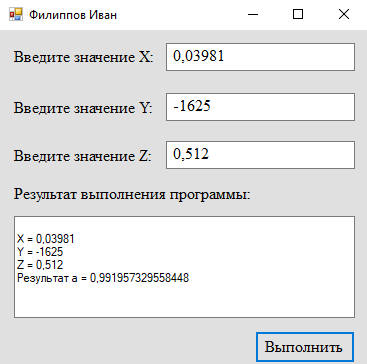 Филиппов Иван
Введите значение X: 0,03981
Введите значение Y: -1625
Введите значение Z: 0,512
Результат выполнения программы:
X = 0,03981
Y = -1625
Z = 0,512
Результат a = 0,991957329558448
Выполнить